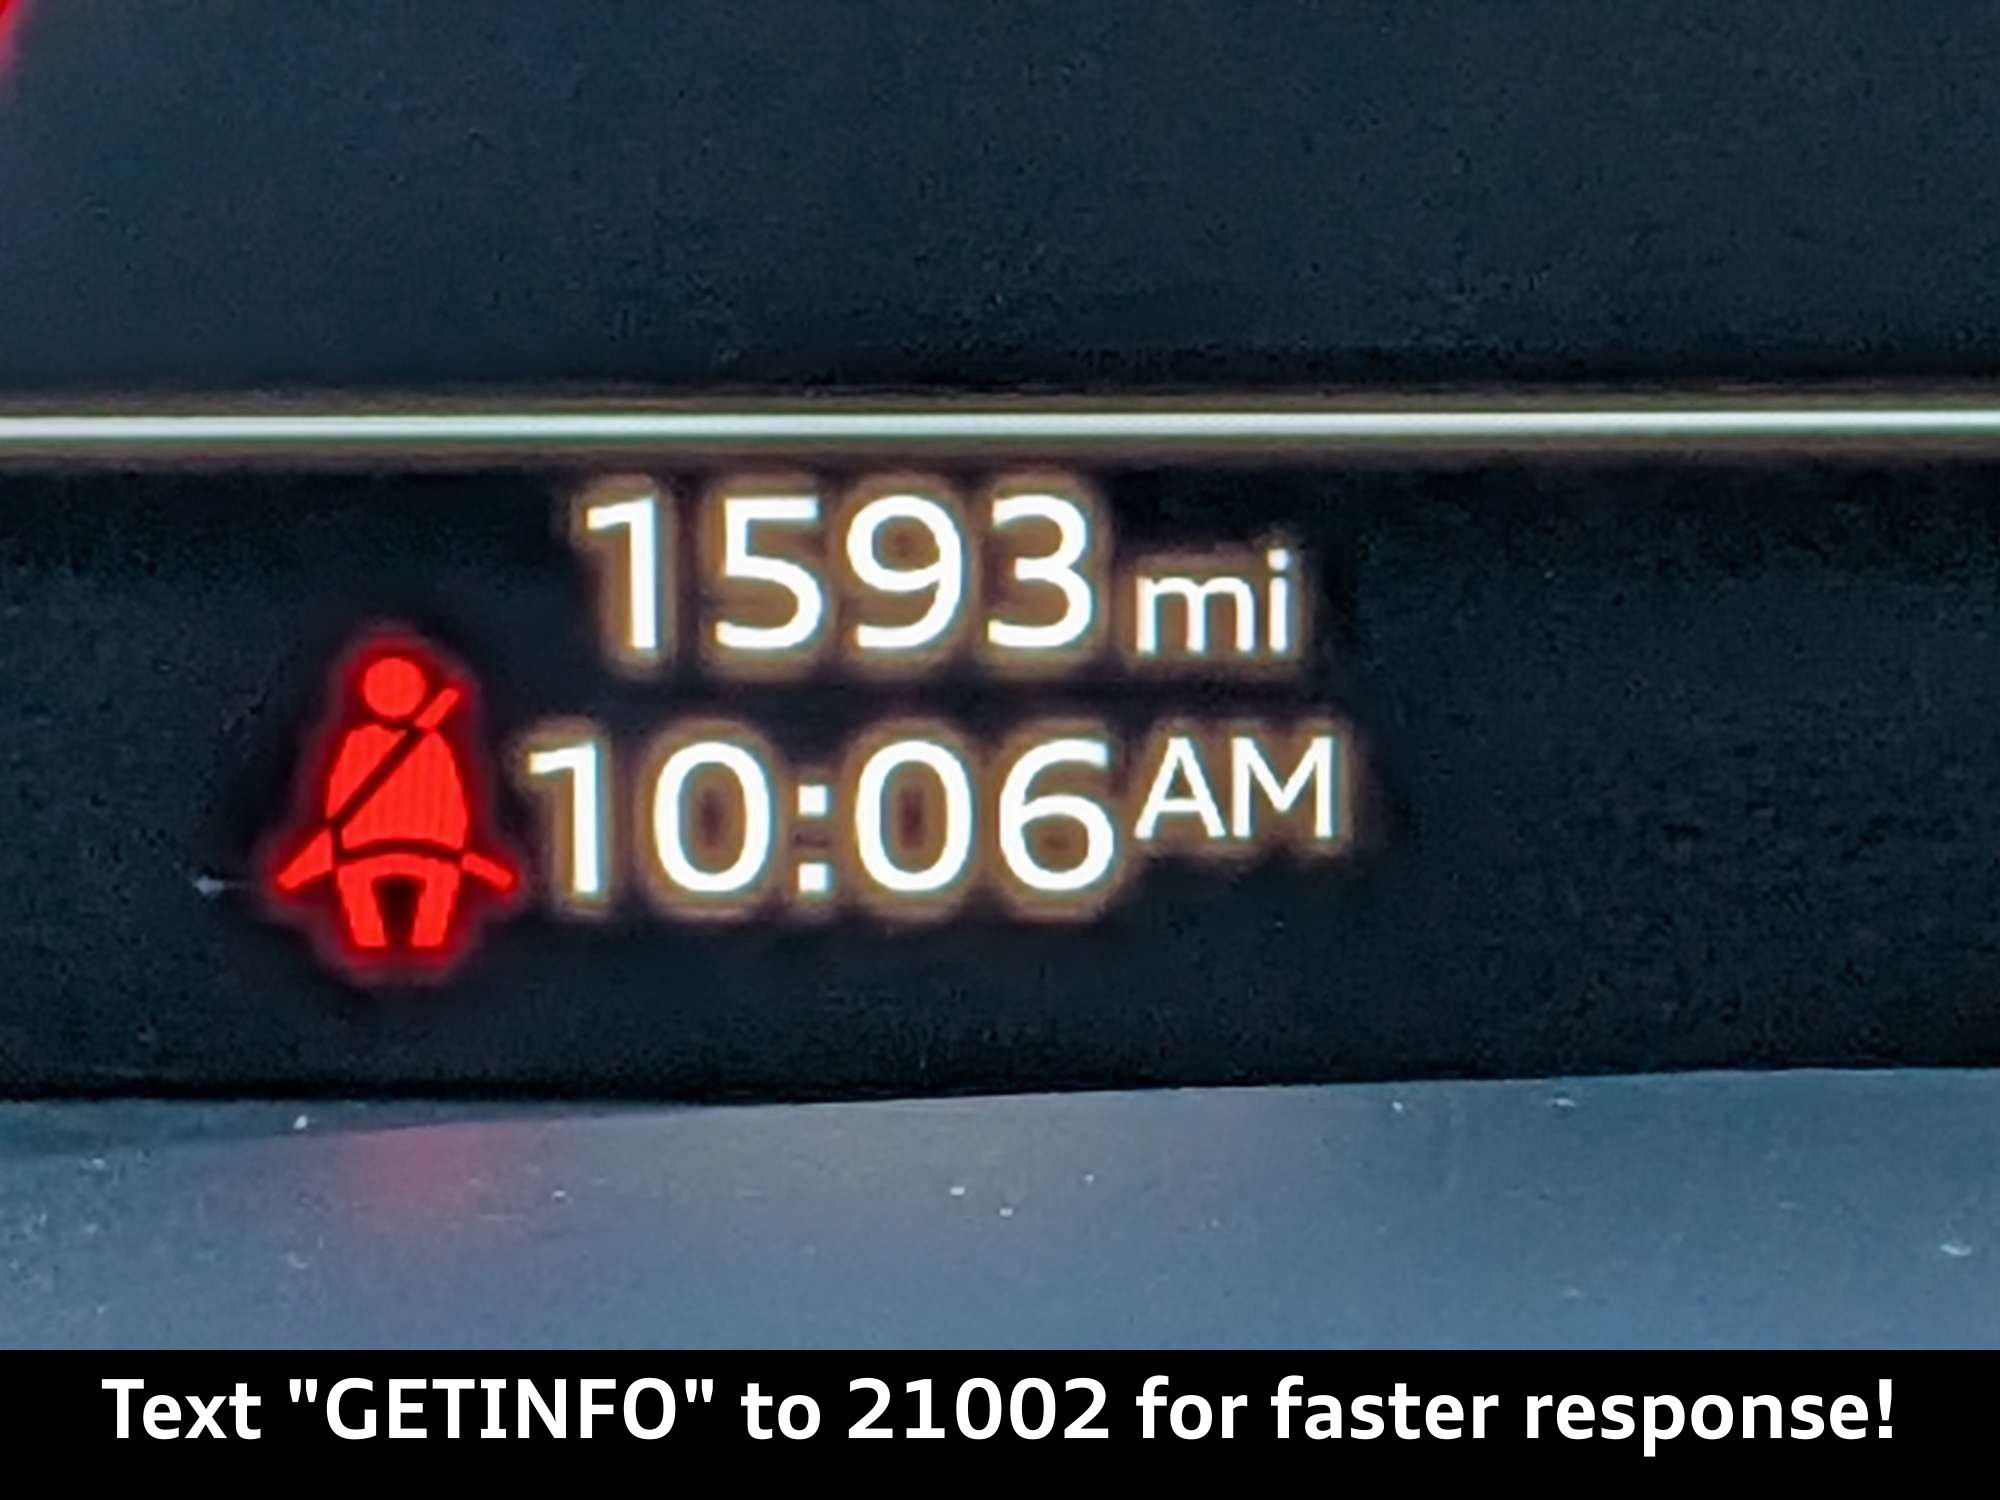 1593 mi
10:06 AM
Text "GETINFO" to 21002 for faster response!